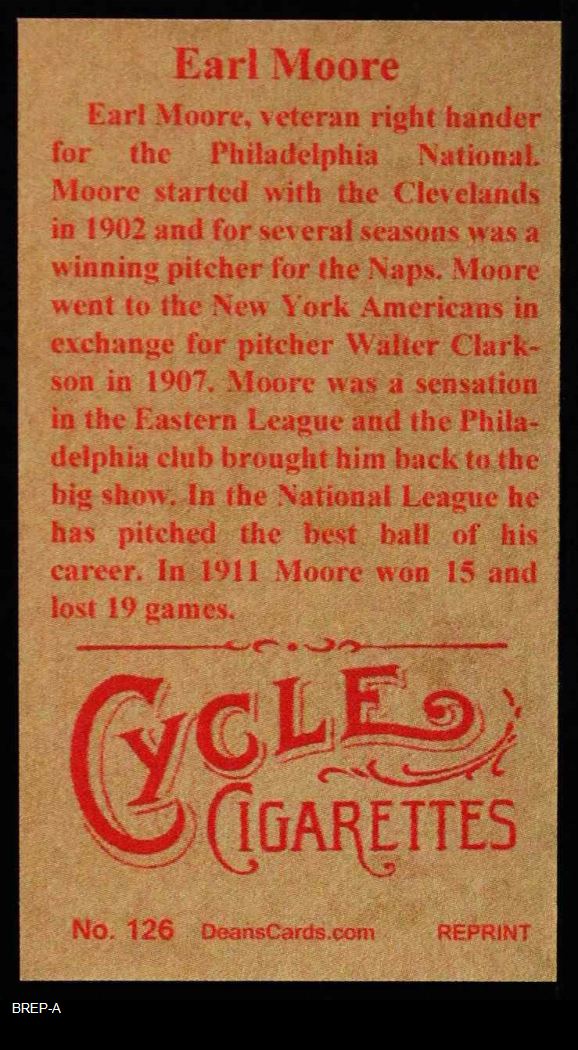 Earl Moore
Earl Moore, veteran right hander
for the Philadelphia National.
Moore started with the Clevelands
in 1902 and for several seasons was a
winning pitcher for the Naps. Moore
went to the New York Americans in
exchange for pitcher Walter Clark-
son in 1907. Moore was a sensation
in the Eastern League and the Phila-
delphia club brought him back to the
big show. In the National League he
has pitched the best ball of his
career. In 1911 Moore won 15 and
lost 19 games.
CYCLE
CIGARETTES
No. 126 DeansCards.com REPRINT
BREP-A